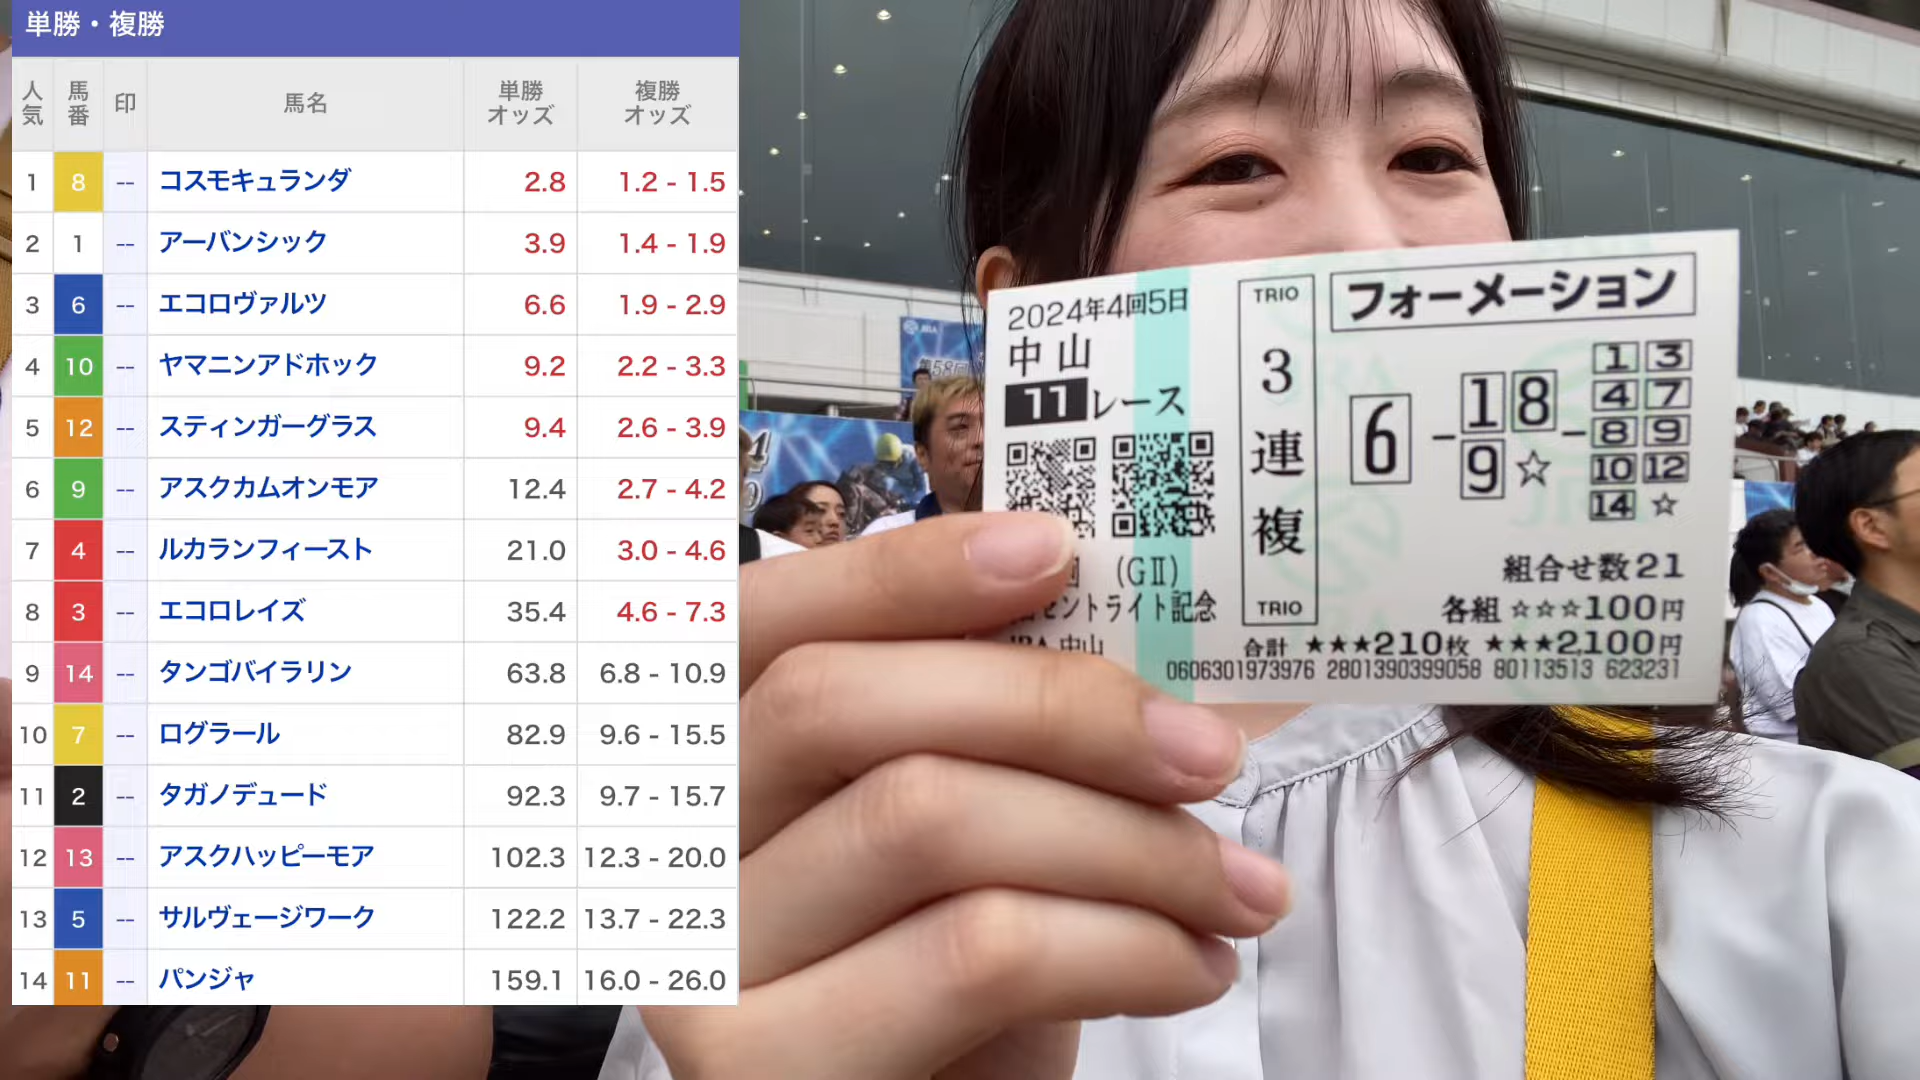 単勝・複勝
人気 馬番 印 馬名 単勝オッズ 複勝オッズ
1 8 -- コスモキュランダ 2.8 1.2 - 1.5
2 1 -- アーバンシック 3.9 1.4 - 1.9
3 6 -- エコロヴァルツ 6.6 1.9 - 2.9
4 10 -- ヤマニンアドホック 9.2 2.2 - 3.3
5 12 -- スティンガーグラス 9.4 2.6 - 3.9
6 9 -- アスクカムオンモア 12.4 2.7 - 4.2
7 4 -- ルカランフィースト 21.0 3.0 - 4.6
8 3 -- エコロレイズ 35.4 4.6 - 7.3
9 14 -- タンゴバイラリン 63.8 6.8 - 10.9
10 7 -- ログラール 82.9 9.6 - 15.5
11 2 -- タガノデュード 92.3 9.7 - 15.7
12 13 -- アスクハッピーモア 102.3 12.3 - 20.0
13 5 -- サルヴェージワーク 122.2 13.7 - 22.3
14 11 -- パンジャ 159.1 16.0 - 26.0
2024年4回5日
中山
11レース
(GⅡ)
セントライト記念
JRA 中山
TRIO
3連複
TRIO
フォーメーション
6 - 1 8 9 ☆ - 1 3 4 7 8 9 10 12 14 ☆
組合せ数21
各組 ☆☆☆100円
合計 ★★★210枚 ★★★2,100円
0606301973976 2801390399058 80113513 623231
第58回